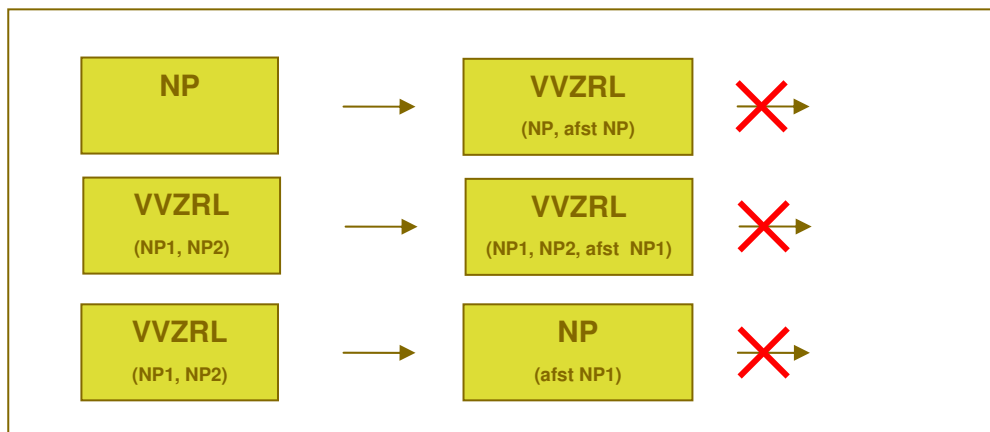 NP
VVZRL
(NP, afst NP)
VVZRL
(NP1, NP2)
VVZRL
(NP1, NP2, afst NP1)
VVZRL
(NP1, NP2)
NP
(afst NP1)